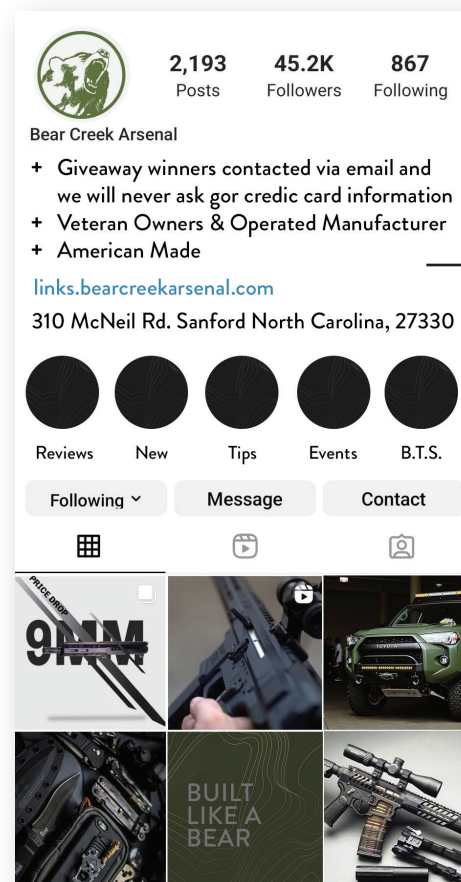 2,193
45.2K
867
Posts
Followers
Following
Bear Creek Arsenal
+ Giveaway winners contacted via email and
we will never ask gor credic card information
+ Veteran Owners & Operated Manufacturer
+ American Made
links.bearcreekarsenal.com
310 McNeil Rd. Sanford North Carolina, 27330
Reviews
New
Tips
Events
B.T.S.
Following
Message
Contact
PRICE DROP
9MM
TOYOTA
BUILT
LIKE A
BEAR